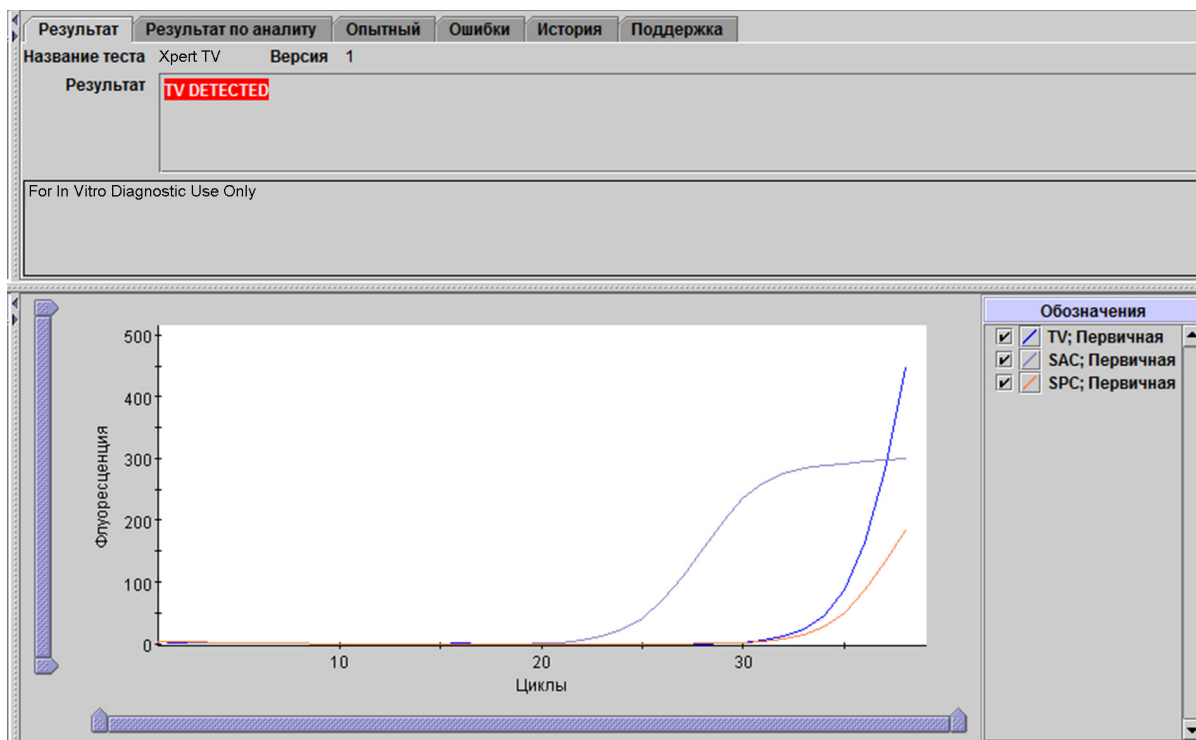 Результат Результат по аналиту Опытный Ошибки История Поддержка
Название теста Xpert TV Версия 1
Результат TV DETECTED
For In Vitro Diagnostic Use Only
Обозначения
TV; Первичная
SAC; Первичная
SPC; Первичная
Флуоресценция
500
400
300
200
100
0
10 20 30
Циклы